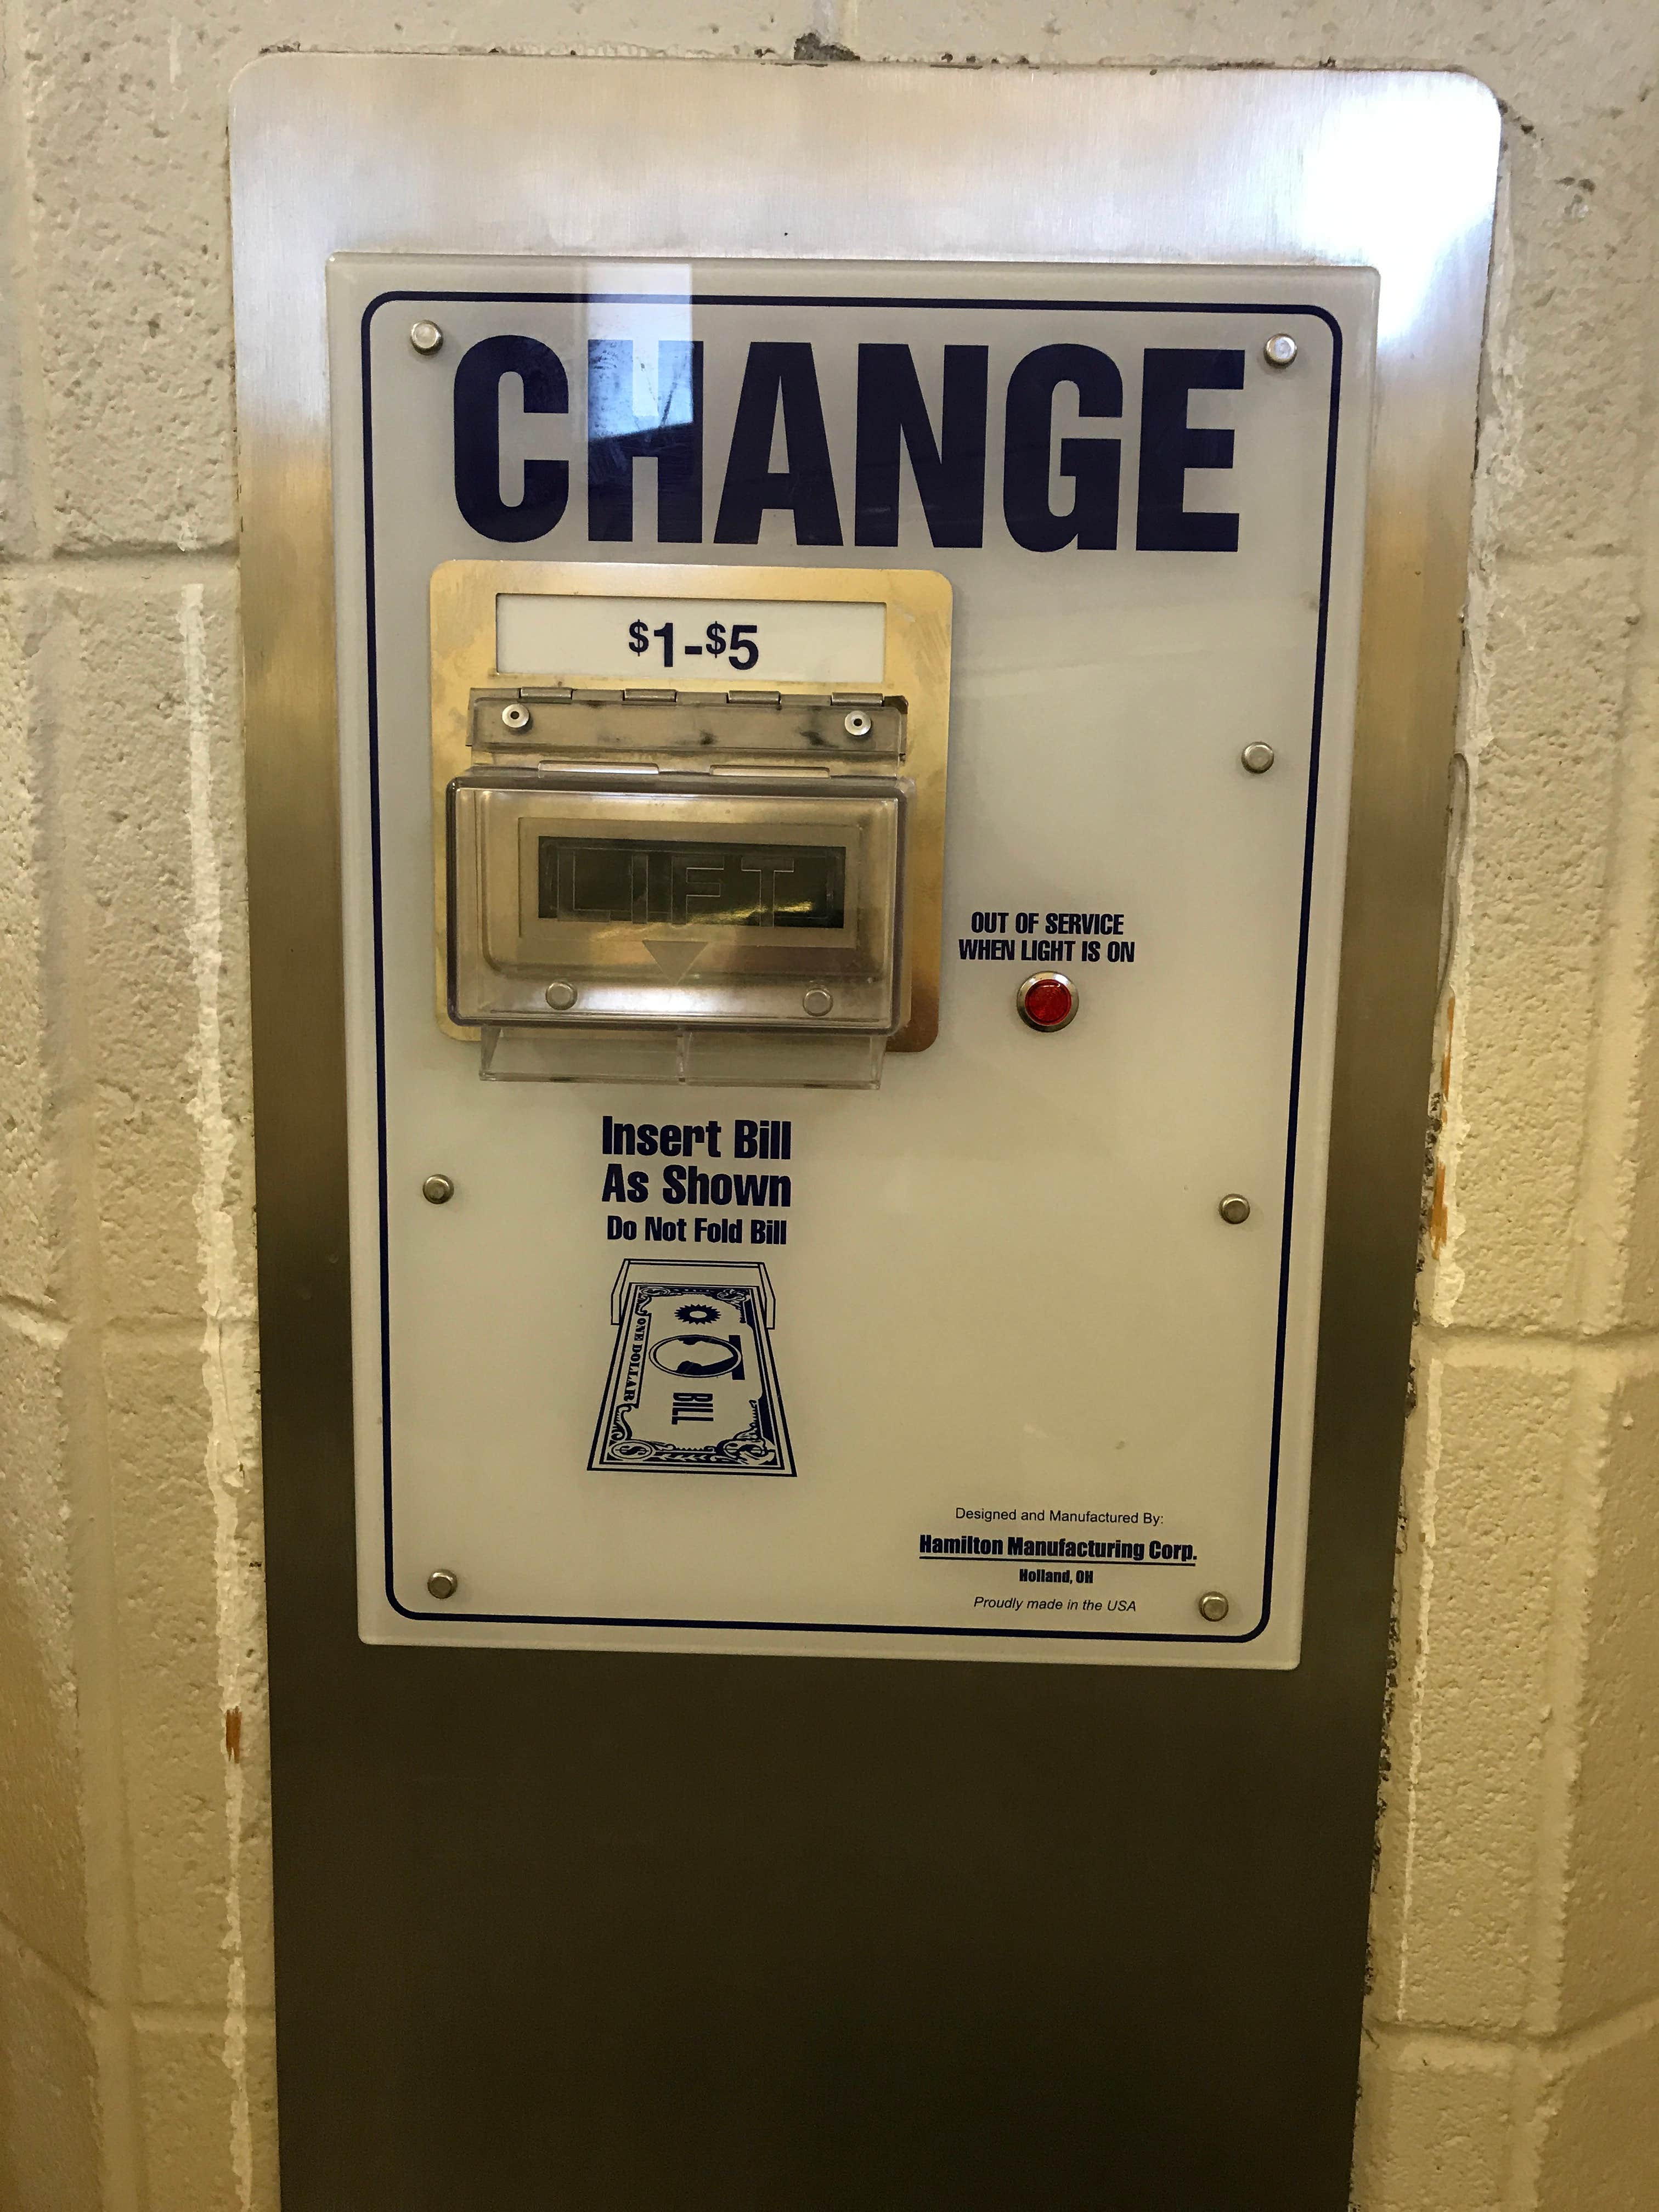 CHANGE
$1-$5
LIFT
OUT OF SERVICE
WHEN LIGHT IS ON
Insert Bill
As Shown
Do Not Fold Bill
ONE DOLLAR
BILL
Designed and Manufactured By:
Hamilton Manufacturing Corp.
Holland, OH
Proudly made in the USA